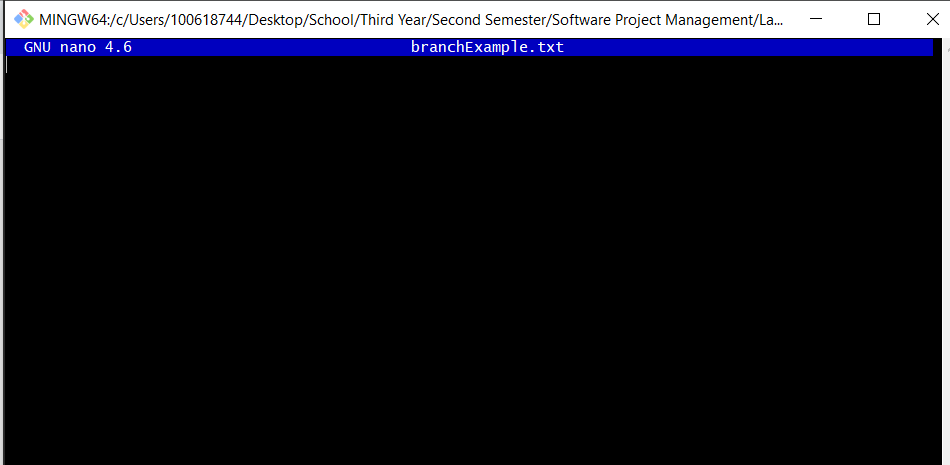 MINGW64:/c/Users/100618744/Desktop/School/Third Year/Second Semester/Software Project Management/La...
GNU nano 4.6 branchExample.txt